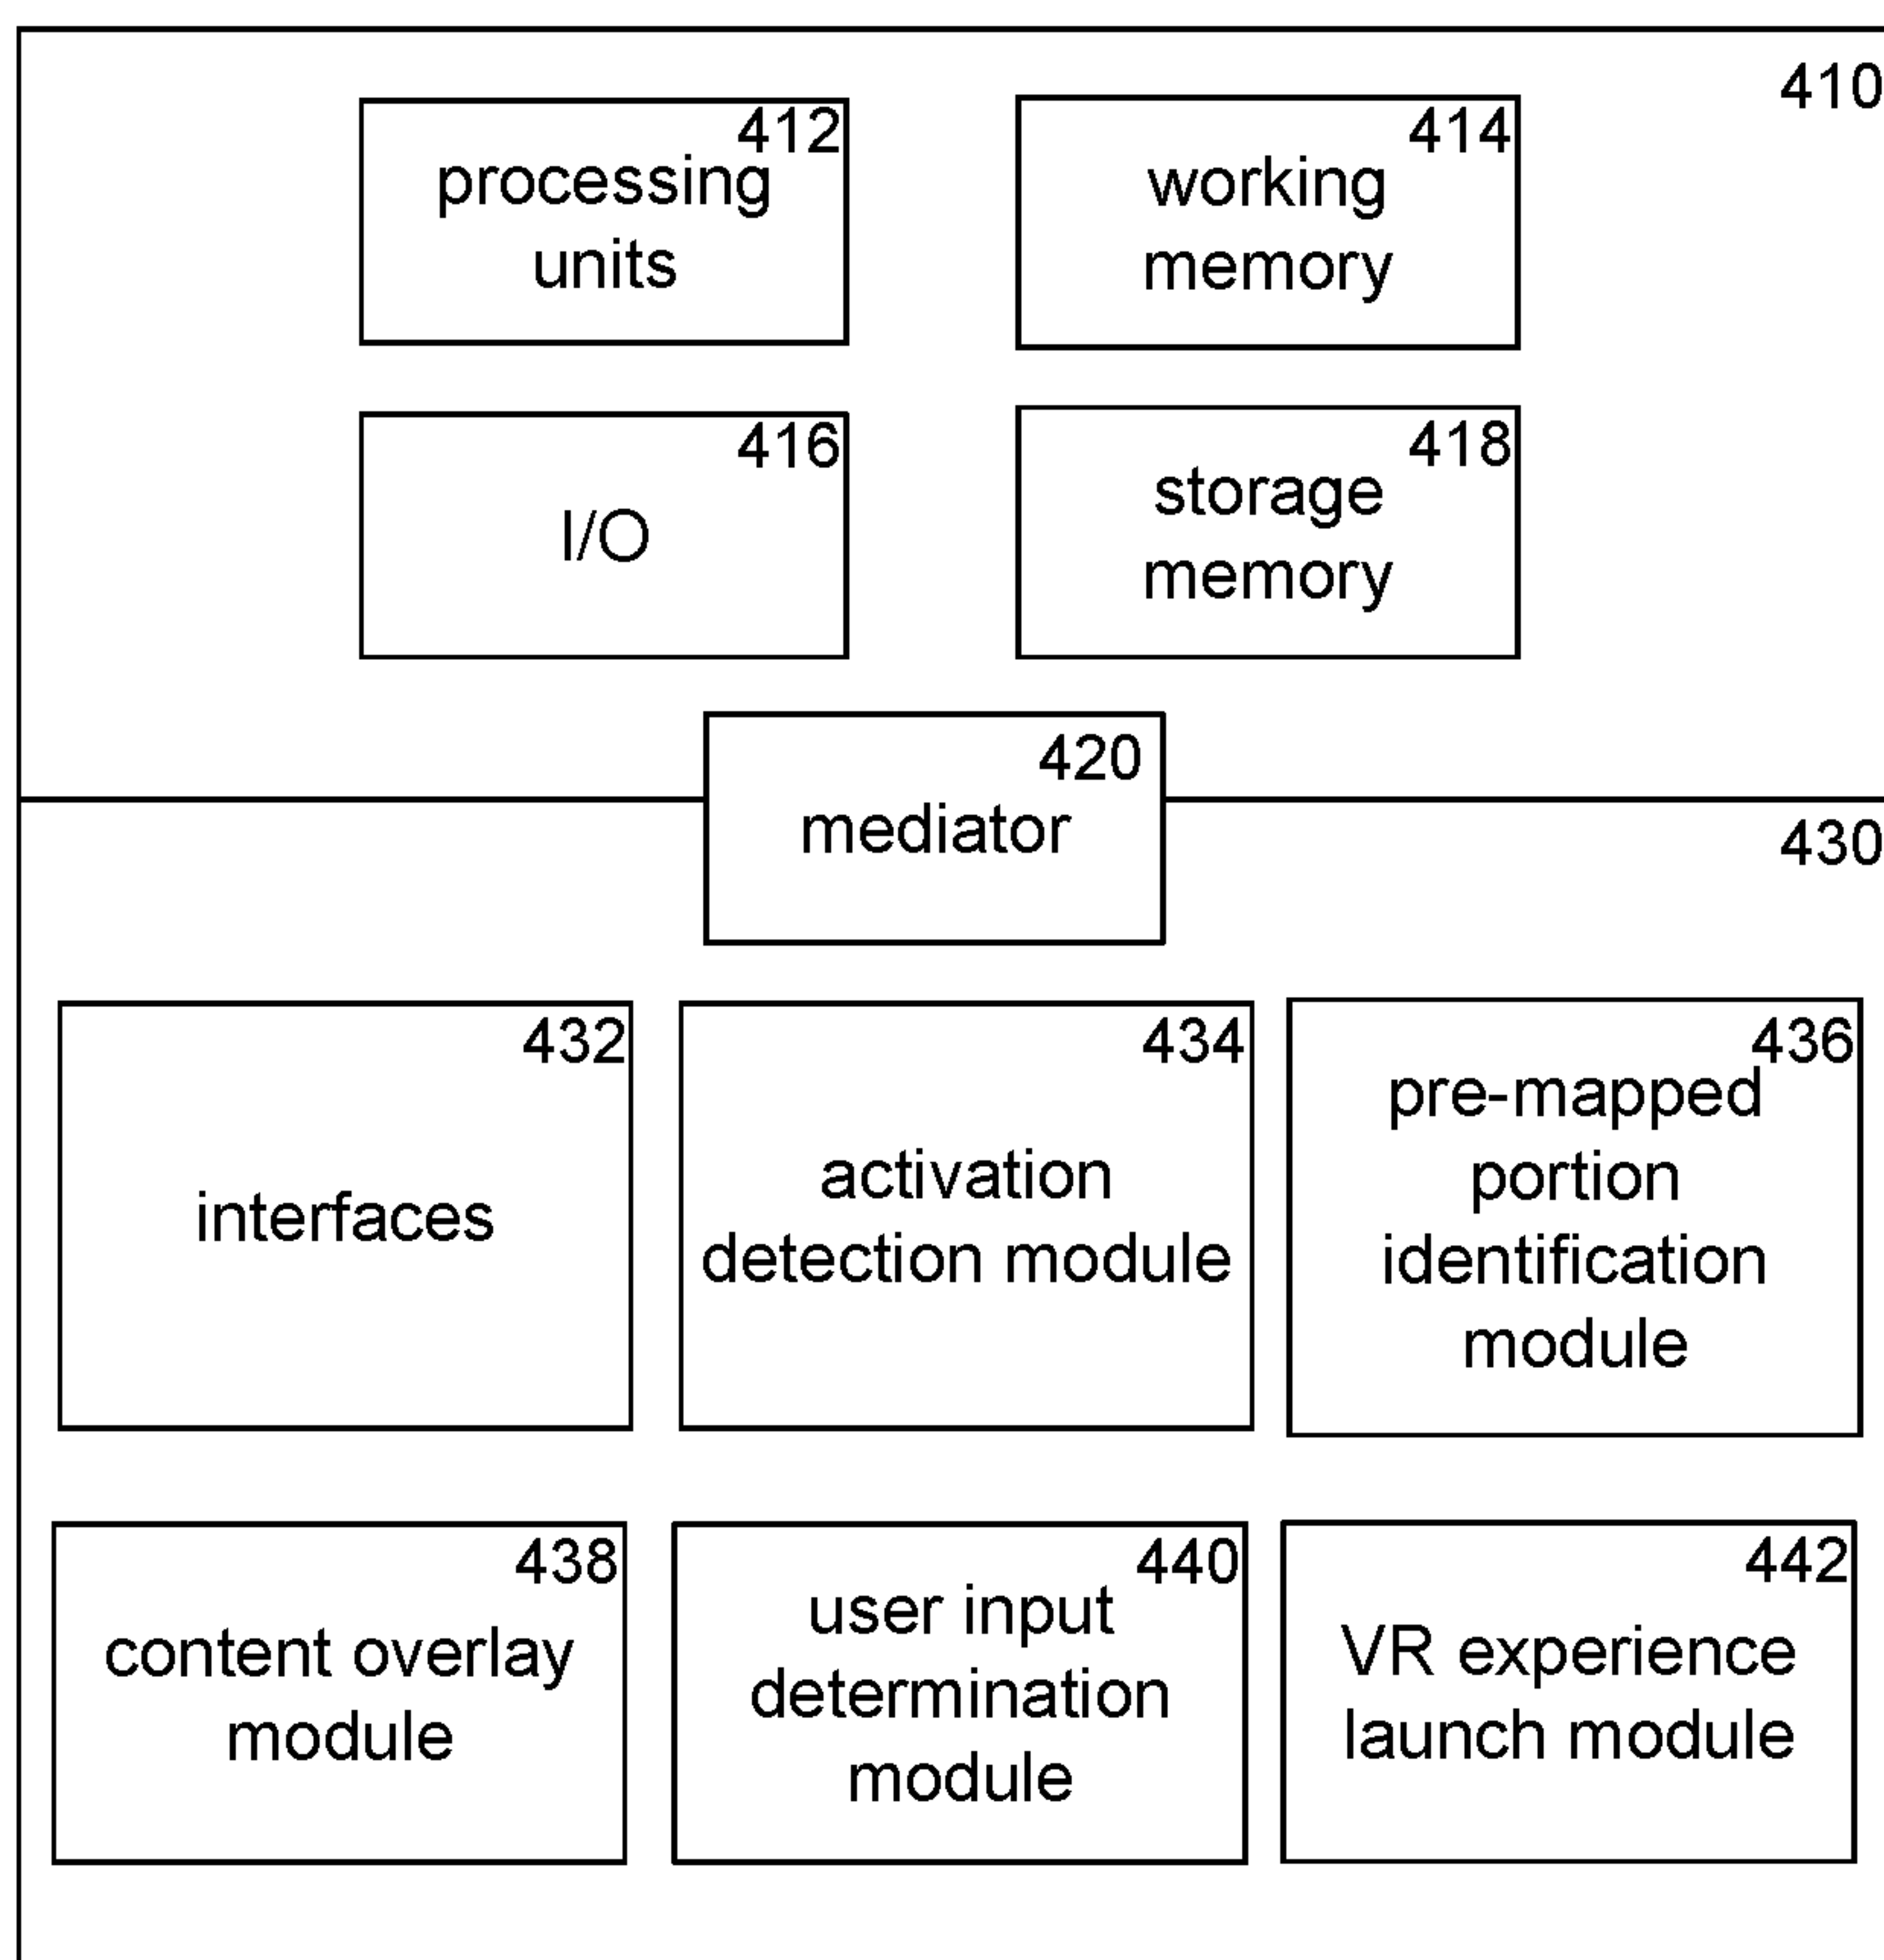 410
412
processing
units
414
working
memory
416
I/O
418
storage
memory
420
mediator
430
432
interfaces
434
activation
detection module
436
pre-mapped
portion
identification
module
438
content overlay
module
440
user input
determination
module
442
VR experience
launch module